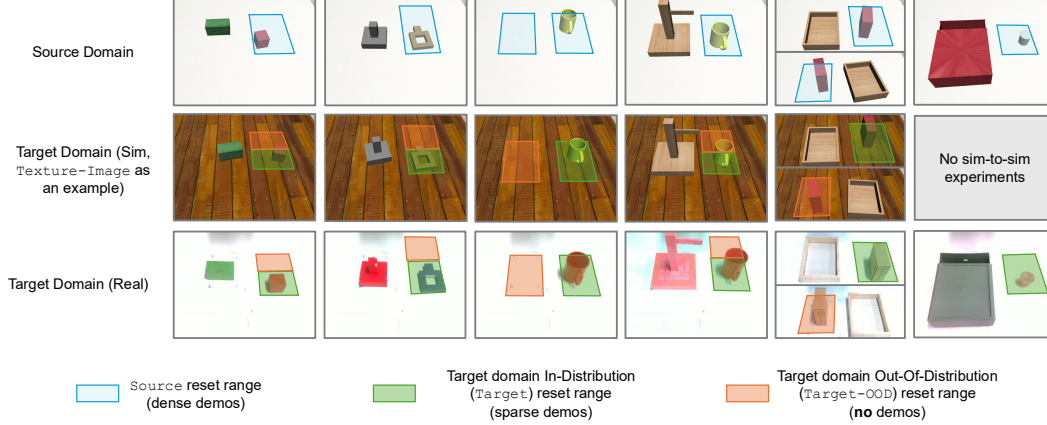 Source Domain
Target Domain (Sim,
Texture-Image as
an example)
No sim-to-sim
experiments
Target Domain (Real)
Source reset range
(dense demos)
Target domain In-Distribution
(Target) reset range
(sparse demos)
Target domain Out-Of-Distribution
(Target-OOD) reset range
(no demos)